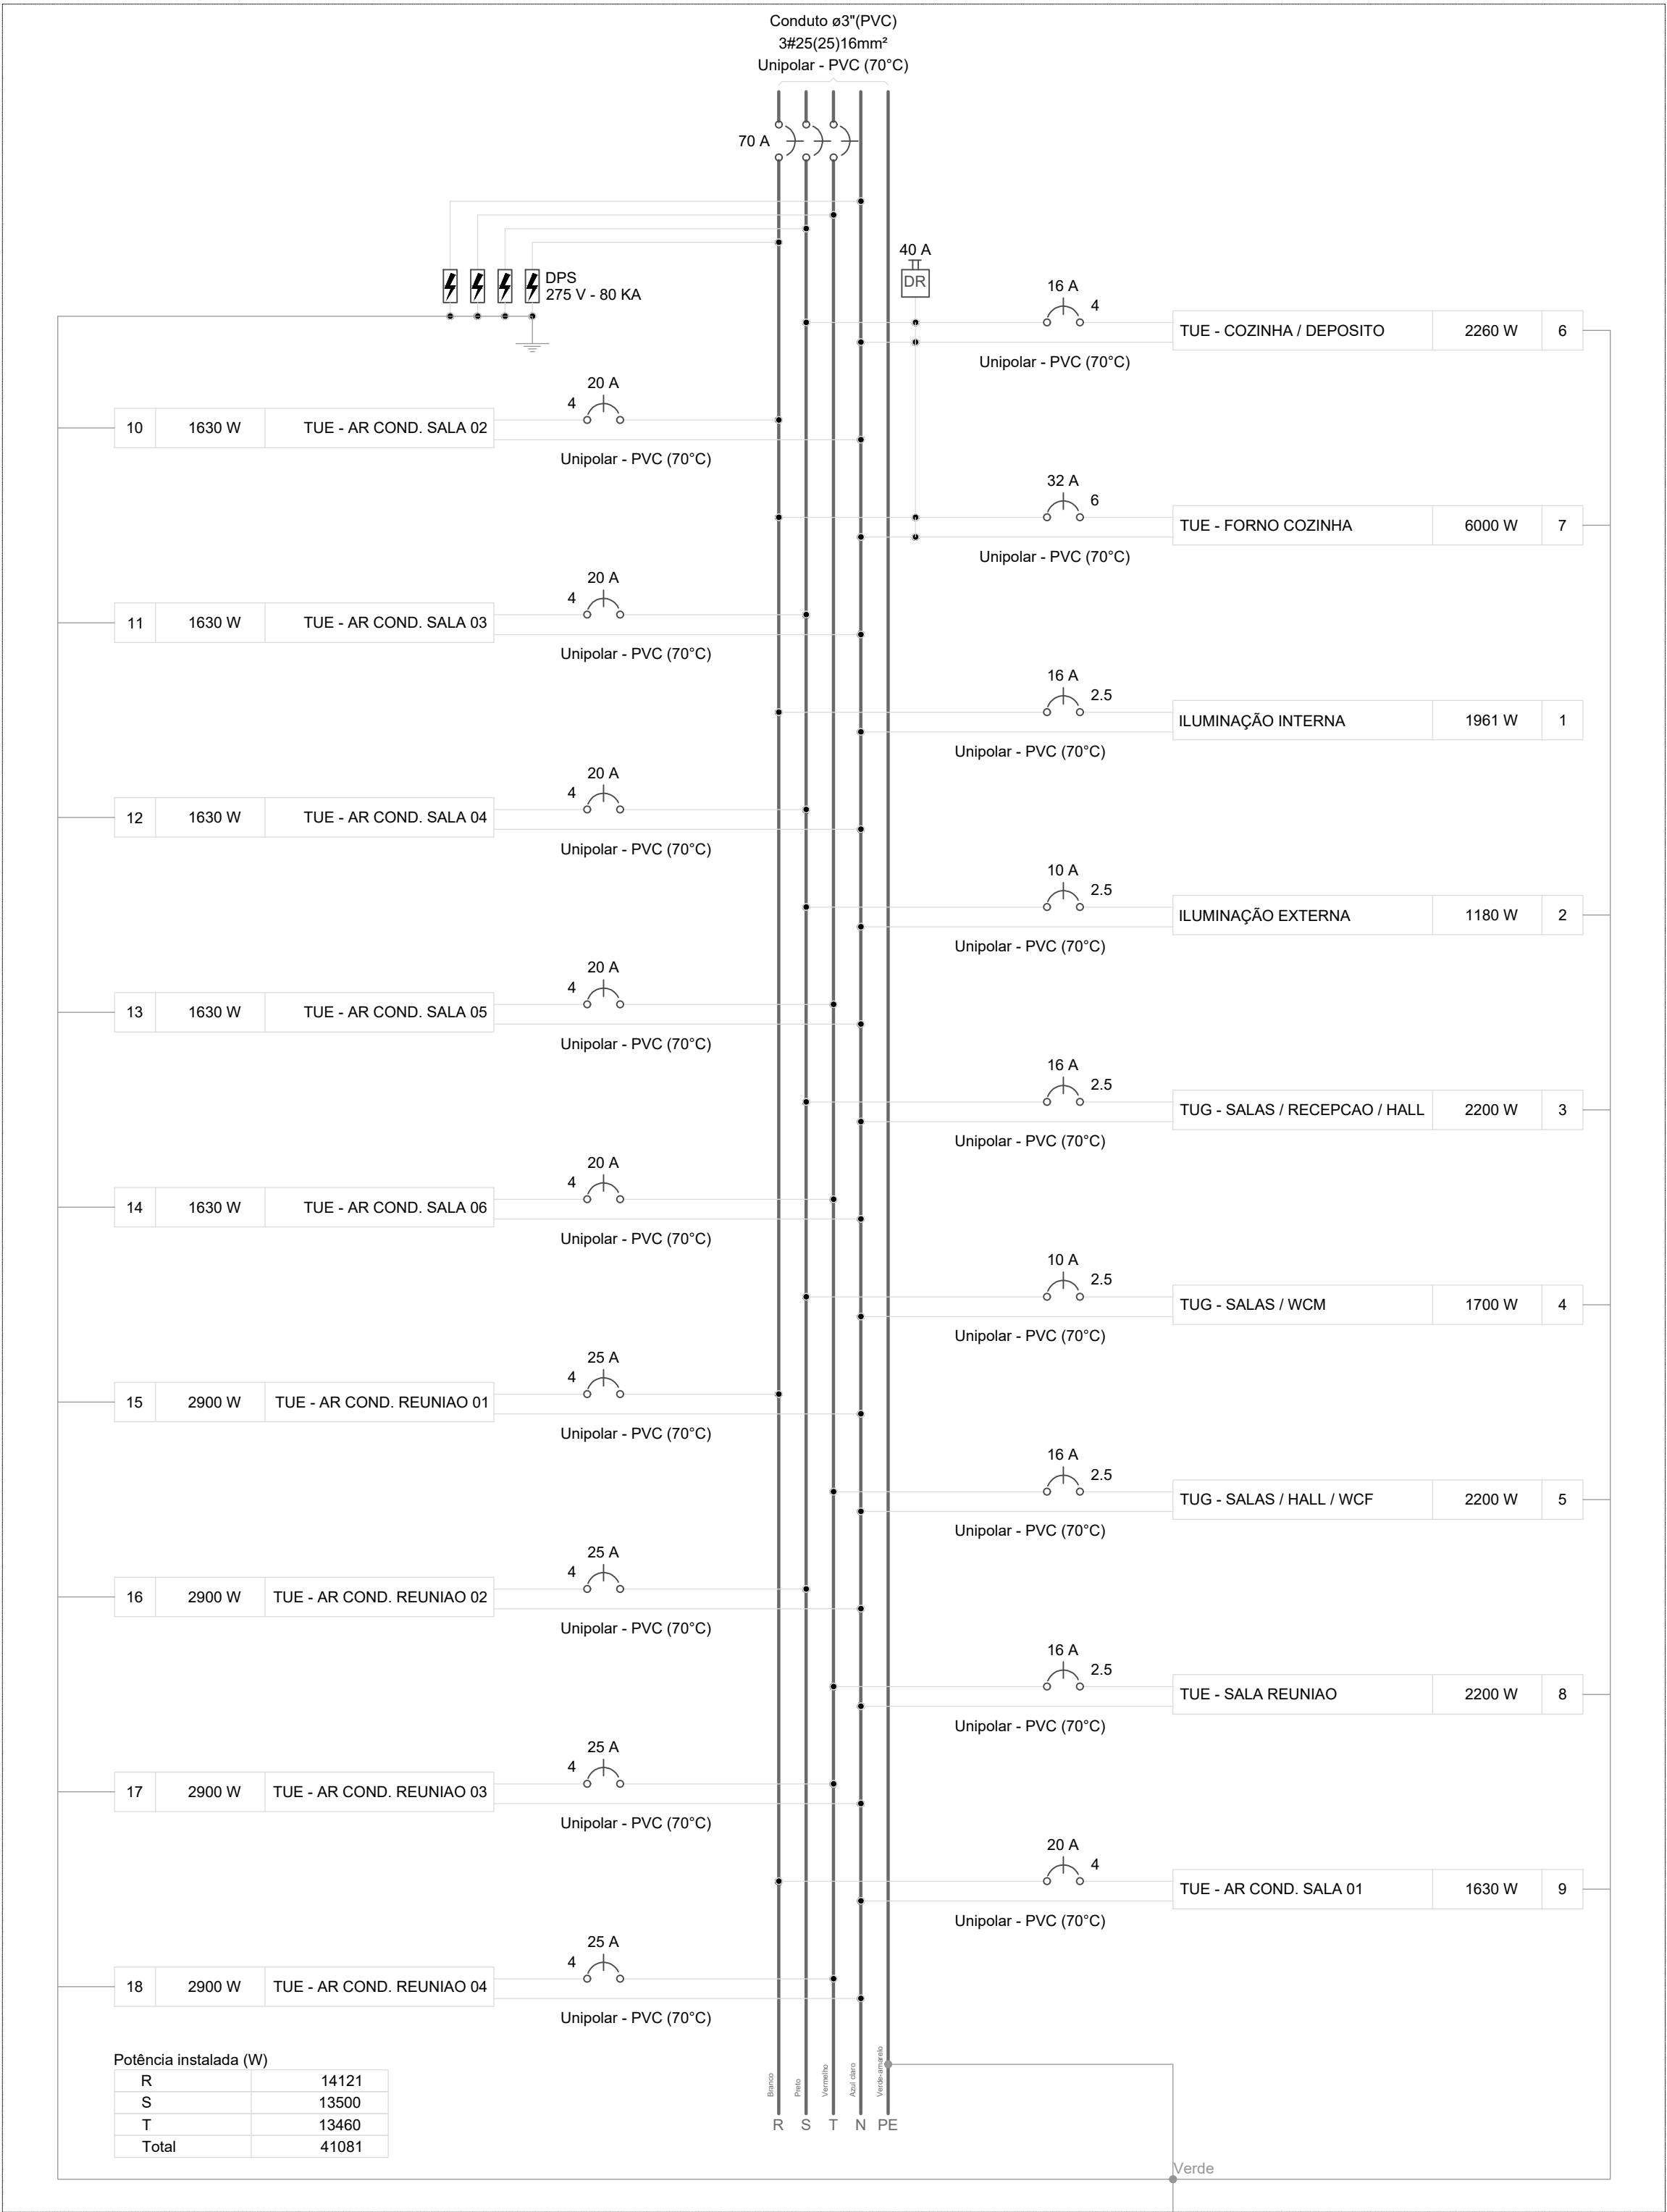 Conduto ø3"(PVC)
3#25(25)16mm²
Unipolar - PVC (70°C)
70 A
DPS
275 V - 80 KA
40 A
DR
16 A
4
TUE - COZINHA / DEPOSITO 2260 W 6
Unipolar - PVC (70°C)
20 A
4
10 1630 W TUE - AR COND. SALA 02
Unipolar - PVC (70°C)
32 A
6
TUE - FORNO COZINHA 6000 W 7
Unipolar - PVC (70°C)
20 A
4
11 1630 W TUE - AR COND. SALA 03
Unipolar - PVC (70°C)
16 A
2.5
ILUMINAÇÃO INTERNA 1961 W 1
Unipolar - PVC (70°C)
20 A
4
12 1630 W TUE - AR COND. SALA 04
Unipolar - PVC (70°C)
10 A
2.5
ILUMINAÇÃO EXTERNA 1180 W 2
Unipolar - PVC (70°C)
20 A
4
13 1630 W TUE - AR COND. SALA 05
Unipolar - PVC (70°C)
16 A
2.5
TUG - SALAS / RECEPCAO / HALL 2200 W 3
Unipolar - PVC (70°C)
20 A
4
14 1630 W TUE - AR COND. SALA 06
Unipolar - PVC (70°C)
10 A
2.5
TUG - SALAS / WCM 1700 W 4
Unipolar - PVC (70°C)
25 A
4
15 2900 W TUE - AR COND. REUNIAO 01
Unipolar - PVC (70°C)
16 A
2.5
TUG - SALAS / HALL / WCF 2200 W 5
Unipolar - PVC (70°C)
25 A
4
16 2900 W TUE - AR COND. REUNIAO 02
Unipolar - PVC (70°C)
16 A
2.5
TUE - SALA REUNIAO 2200 W 8
Unipolar - PVC (70°C)
25 A
4
17 2900 W TUE - AR COND. REUNIAO 03
Unipolar - PVC (70°C)
20 A
4
TUE - AR COND. SALA 01 1630 W 9
Unipolar - PVC (70°C)
25 A
4
18 2900 W TUE - AR COND. REUNIAO 04
Unipolar - PVC (70°C)
Potência instalada (W)
R 14121
S 13500
T 13460
Total 41081
Branco
Preto
Vermelho
Azul claro
Verde-amarelo
R S T N PE
Verde